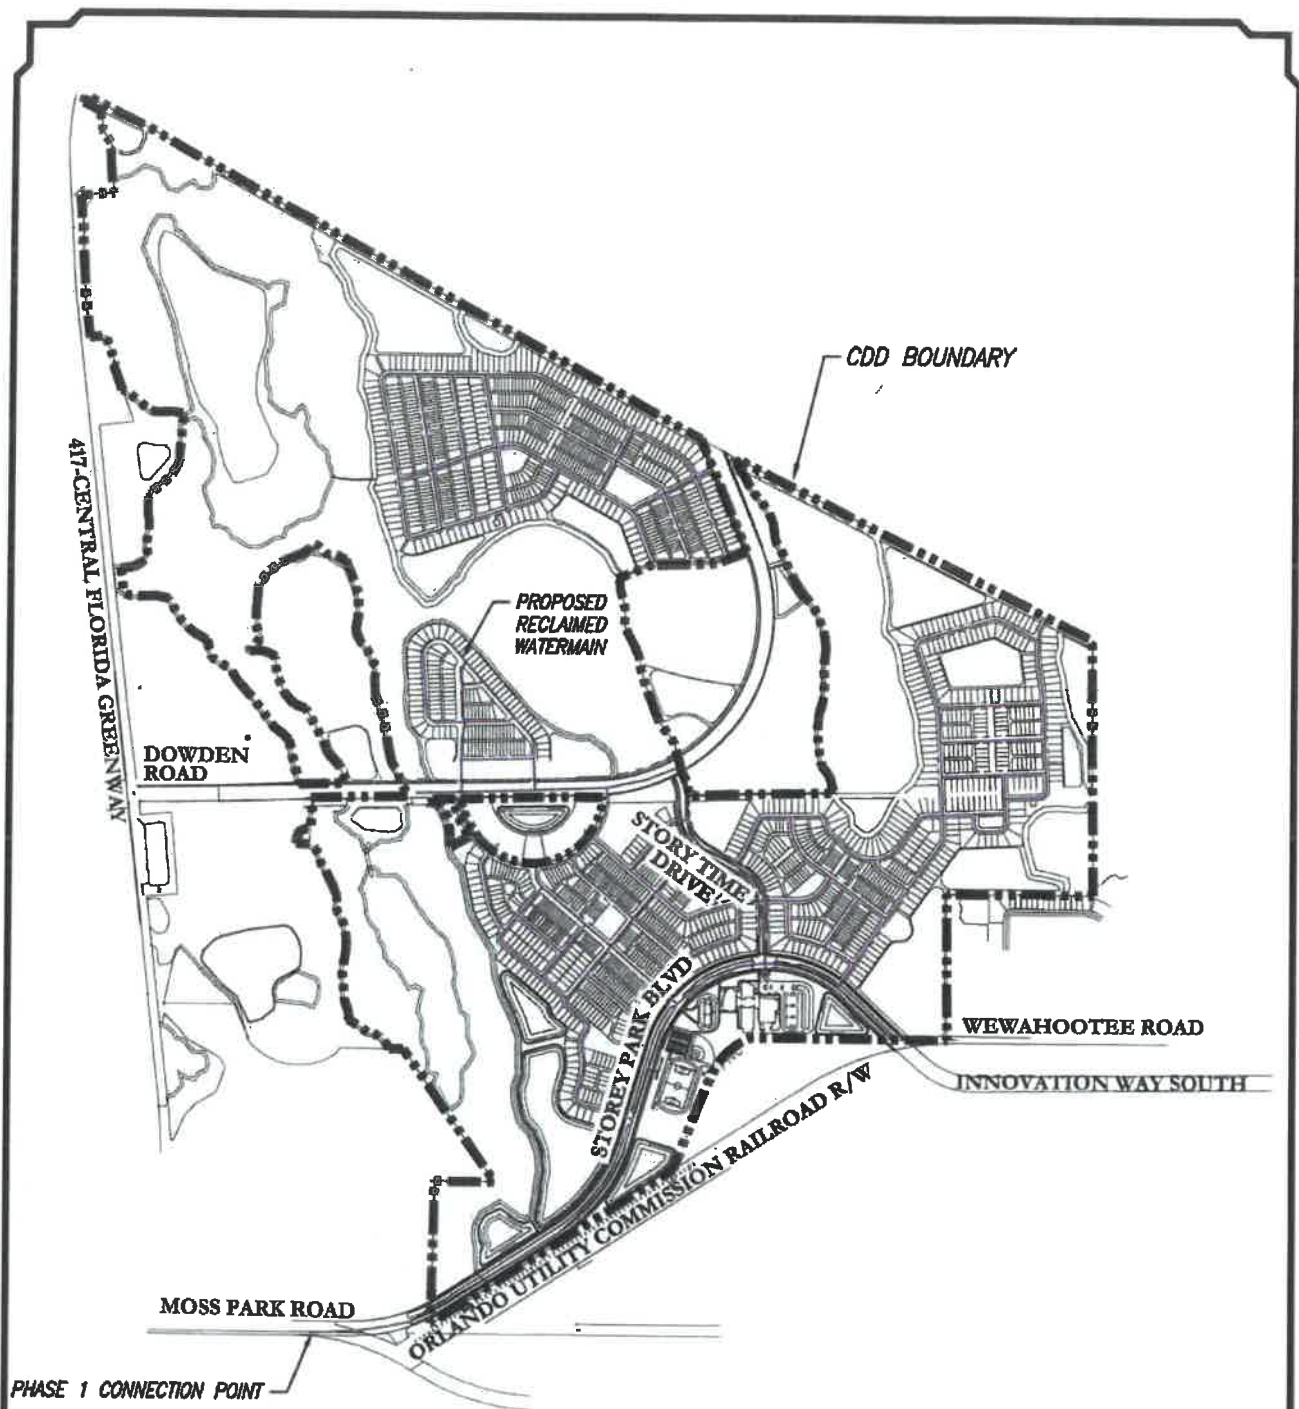 CDD BOUNDARY
417-CENTRAL FLORIDA GREENWAY
PROPOSED
RECLAIMED
WATERMAIN
DOWDEN
ROAD
STORY TIME
DRIVE
STOREY PARK BLVD
WEWAHOOTEE ROAD
INNOVATION WAY SOUTH
ORLANDO UTILITY COMMISSION RAILROAD R/W
MOSS PARK ROAD
PHASE 1 CONNECTION POINT